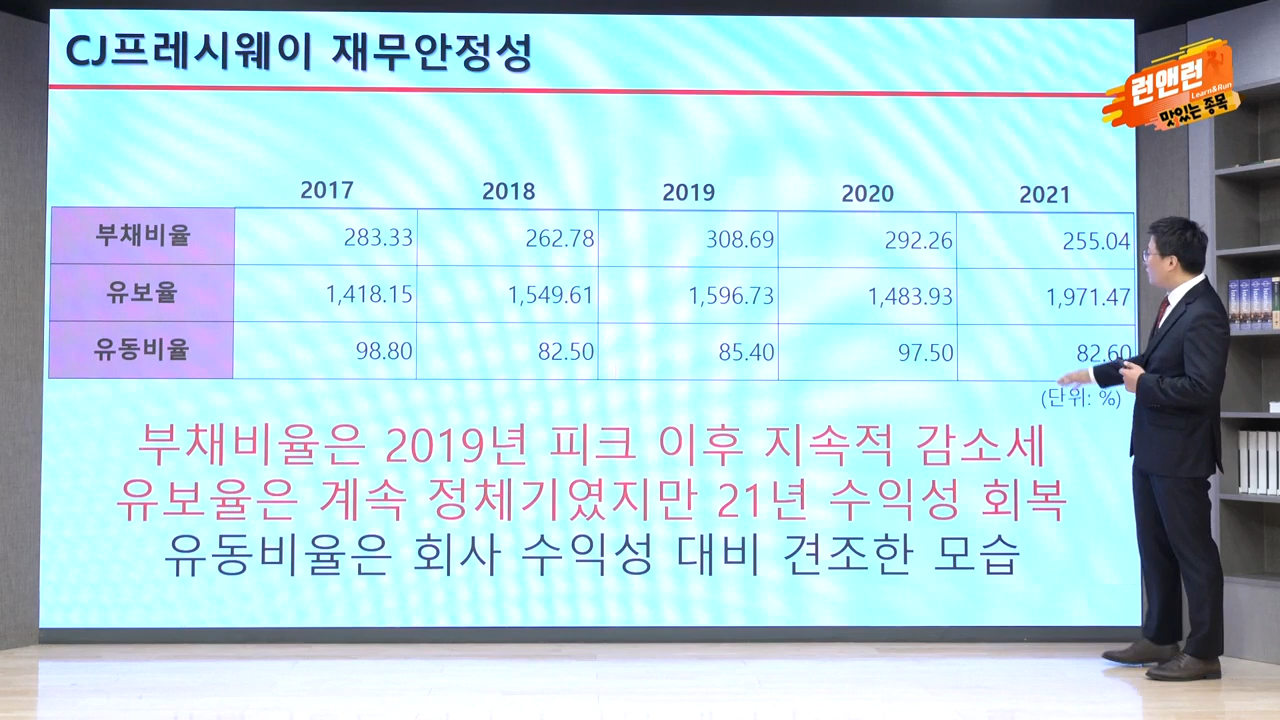 CJ프레시웨이 재무안정성
런앤런
Learn&Run
맛있는 종목
2017 2018 2019 2020 2021
부채비율 283.33 262.78 308.69 292.26 255.04
유보율 1,418.15 1,549.61 1,596.73 1,483.93 1,971.47
유동비율 98.80 82.50 85.40 97.50 82.60
(단위: %)
부채비율은 2019년 피크 이후 지속적 감소세
유보율은 계속 정체기였지만 21년 수익성 회복
유동비율은 회사 수익성 대비 견조한 모습